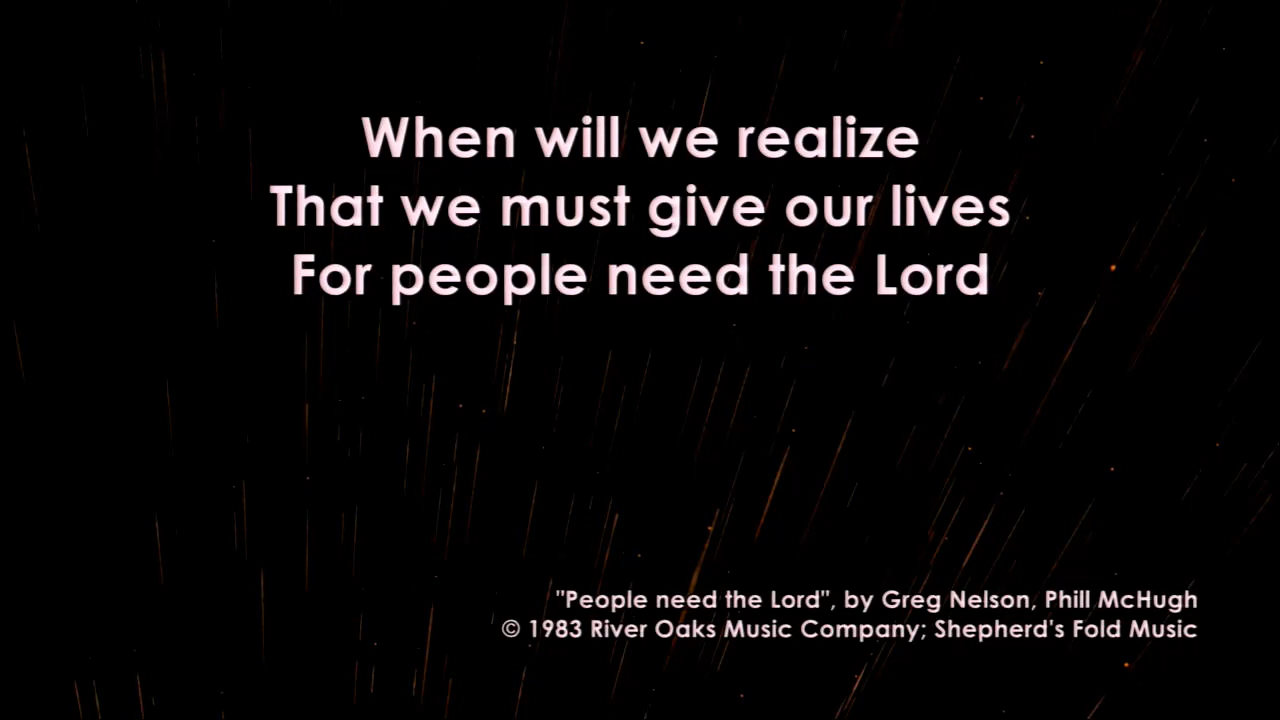 When will we realize
That we must give our lives
For people need the Lord
"People need the Lord", by Greg Nelson, Phill McHugh
© 1983 River Oaks Music Company; Shepherd's Fold Music